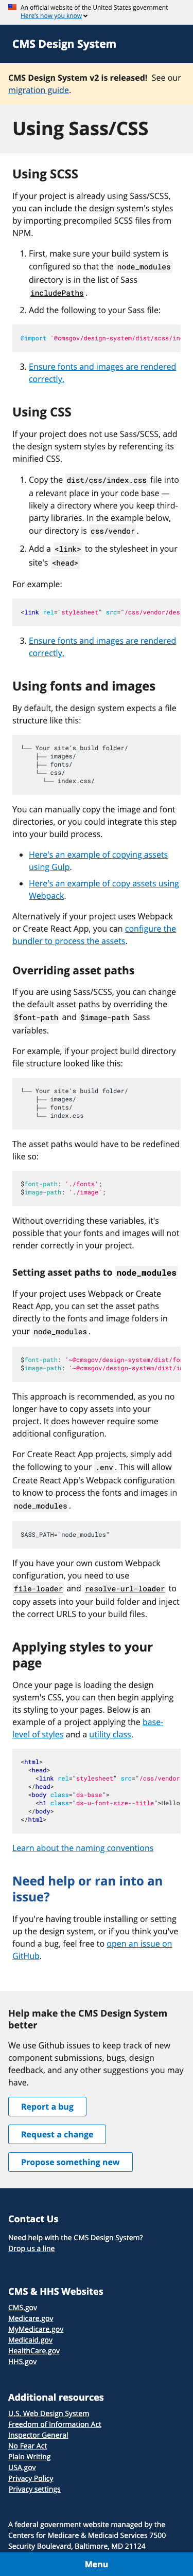 An official website of the United States government
Here's how you know
CMS Design System
CMS Design System v2 is released! See our
migration guide.
Using Sass/CSS
Using SCSS
If your project is already using Sass/SCSS,
you can include the design system's styles
by importing precompiled SCSS files from
NPM.
1. First, make sure your build system is
configured so that the node_modules
directory is in the list of Sass
includePaths.
2. Add the following to your Sass file:
@import '@cmsgov/design-system/dist/scss/in
3. Ensure fonts and images are rendered
correctly.
Using CSS
If your project does not use Sass/SCSS, add
the design system styles by referencing its
minified CSS.
1. Copy the dist/css/index.css file into
a relevant place in your code base —
likely a directory where you keep third-
party libraries. In the example below,
our directory is css/vendor.
2. Add a <link> to the stylesheet in your
site's <head>
For example:
<link rel="stylesheet" src="/css/vendor/des
3. Ensure fonts and images are rendered
correctly.
Using fonts and images
By default, the design system expects a file
structure like this:
└── Your site's build folder/
├── images/
├── fonts/
├── css/
└── index.css/
You can manually copy the image and font
directories, or you could integrate this step
into your build process.
Here's an example of copying assets
using Gulp.
Here's an example of copy assets using
Webpack.
Alternatively if your project uses Webpack
or Create React App, you can configure the
bundler to process the assets.
Overriding asset paths
If you are using Sass/SCSS, you can change
the default asset paths by overriding the
$font-path and $image-path Sass
variables.
For example, if your project build directory
file structure looked like this:
└── Your site's build folder/
├── images/
├── fonts/
└── index.css
The asset paths would have to be redefined
like so:
$font-path: './fonts';
$image-path: './image';
Without overriding these variables, it's
possible that your fonts and images will not
render correctly in your project.
Setting asset paths to node_modules
If your project uses Webpack or Create
React App, you can set the asset paths
directly to the fonts and image folders in
your node_modules.
$font-path: '~@cmsgov/design-system/dist/fo
$image-path: '~@cmsgov/design-system/dist/i
This approach is recommended, as you no
longer have to copy assets into your
project. It does however require some
additional configuration.
For Create React App projects, simply add
the following to your .env. This will allow
Create React App's Webpack configuration
to know to process the fonts and images in
node_modules.
SASS_PATH="node_modules"
If you have your own custom Webpack
configuration, you need to use
file-loader and resolve-url-loader to
copy assets into your build folder and inject
the correct URLS to your build files.
Applying styles to your
page
Once your page is loading the design
system's CSS, you can then begin applying
its styling to your pages. Below is an
example of a project applying the base-
level of styles and a utility class.
<html>
<head>
<link rel="stylesheet" src="/css/vendor
</head>
<body class="ds-base">
<h1 class="ds-u-font-size--title">Hello
</body>
</html>
Learn about the naming conventions
Need help or ran into an
issue?
If you're having trouble installing or setting
up the design system, or if you think you've
found a bug, feel free to open an issue on
GitHub.
Help make the CMS Design System
better
We use Github issues to keep track of new
component submissions, bugs, design
feedback, and any other suggestions you may
have.
Report a bug
Request a change
Propose something new
Contact Us
Need help with the CMS Design System?
Drop us a line
CMS & HHS Websites
CMS.gov
Medicare.gov
MyMedicare.gov
Medicaid.gov
HealthCare.gov
HHS.gov
Additional resources
U.S. Web Design System
Freedom of Information Act
Inspector General
No Fear Act
Plain Writing
USA.gov
Privacy Policy
Privacy settings
A federal government website managed by the
Centers for Medicare & Medicaid Services 7500
Security Boulevard, Baltimore, MD 21124
Menu